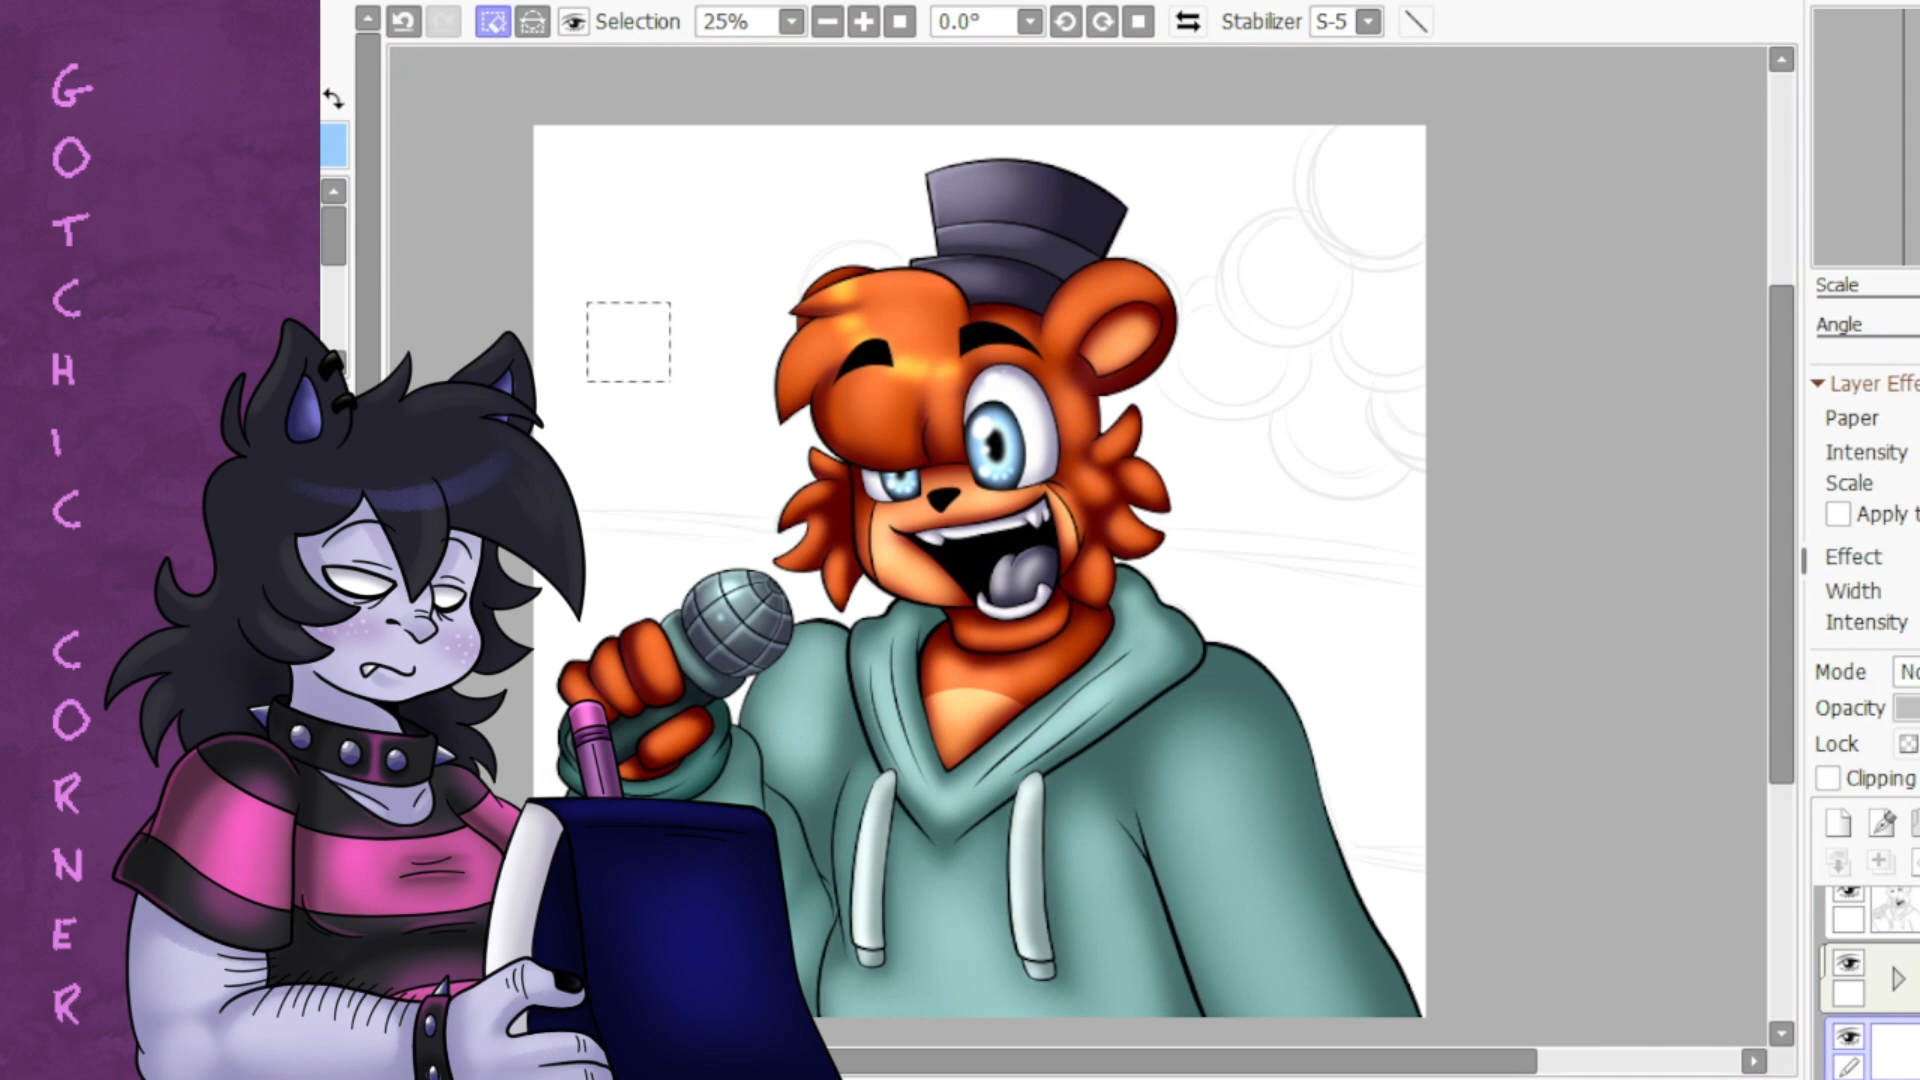 GOTCHIC CORNER
Selection 25% 0.0° Stabilizer S-5
Scale
Angle
Layer Effe
Paper
Intensity
Scale
Apply t
Effect
Width
Intensity
Mode No
Opacity
Lock
Clipping